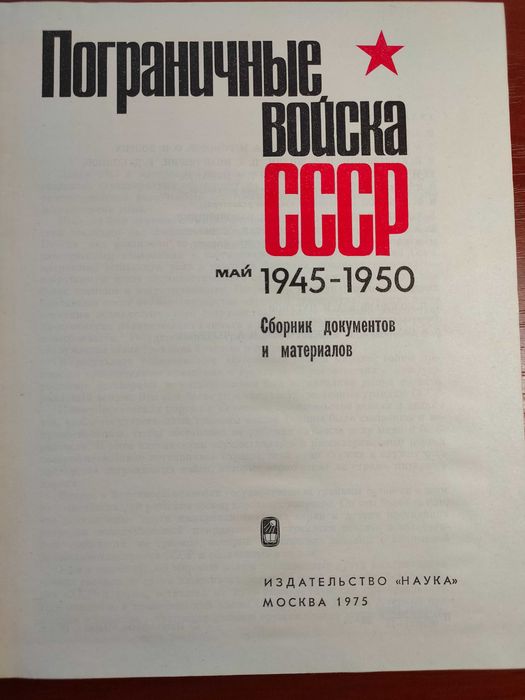 Пограничные
войска
СССР
МАЙ 1945-1950
Сборник документов
и материалов
ИЗДАТЕЛЬСТВО «НАУКА»
МОСКВА 1975